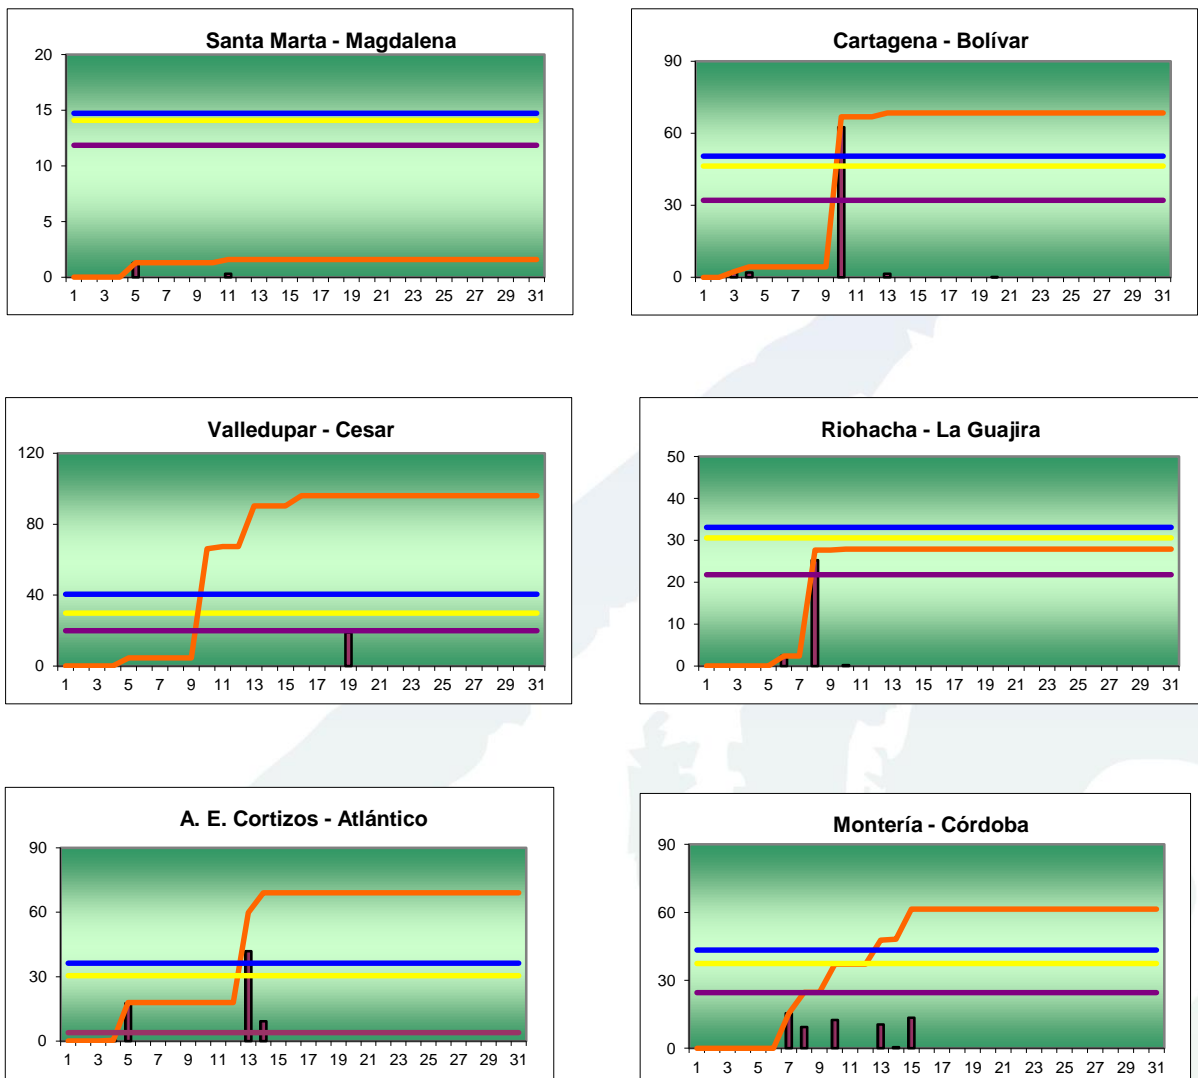 Santa Marta - Magdalena
20
15
10
5
0
1 3 5 7 9 11 13 15 17 19 21 23 25 27 29 31
Cartagena - Bolívar
90
60
30
0
1 3 5 7 9 11 13 15 17 19 21 23 25 27 29 31
Valledupar - Cesar
120
80
40
0
1 3 5 7 9 11 13 15 17 19 21 23 25 27 29 31
Riohacha - La Guajira
50
40
30
20
10
0
1 3 5 7 9 11 13 15 17 19 21 23 25 27 29 31
A. E. Cortizos - Atlántico
90
60
30
0
1 3 5 7 9 11 13 15 17 19 21 23 25 27 29 31
Montería - Córdoba
90
60
30
0
1 3 5 7 9 11 13 15 17 19 21 23 25 27 29 31